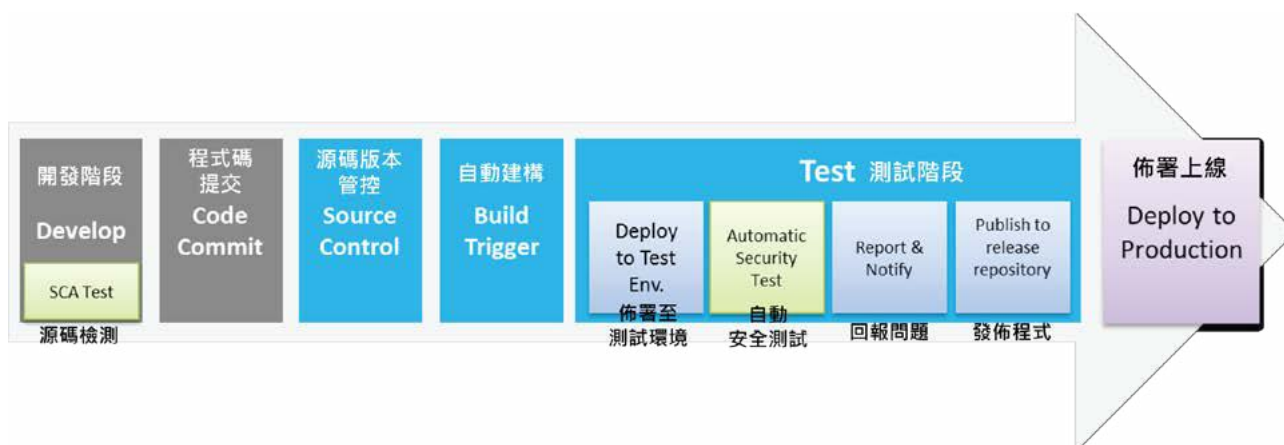 開發階段
Develop
SCA Test
源碼檢測
程式碼
提交
Code
Commit
源碼版本
管控
Source
Control
自動建構
Build
Trigger
Test 測試階段
Deploy
to Test
Env.
佈署至
測試環境
Automatic
Security
Test
自動
安全測試
Report &
Notify
回報問題
Publish to
release
repository
發佈程式
佈署上線
Deploy to
Production